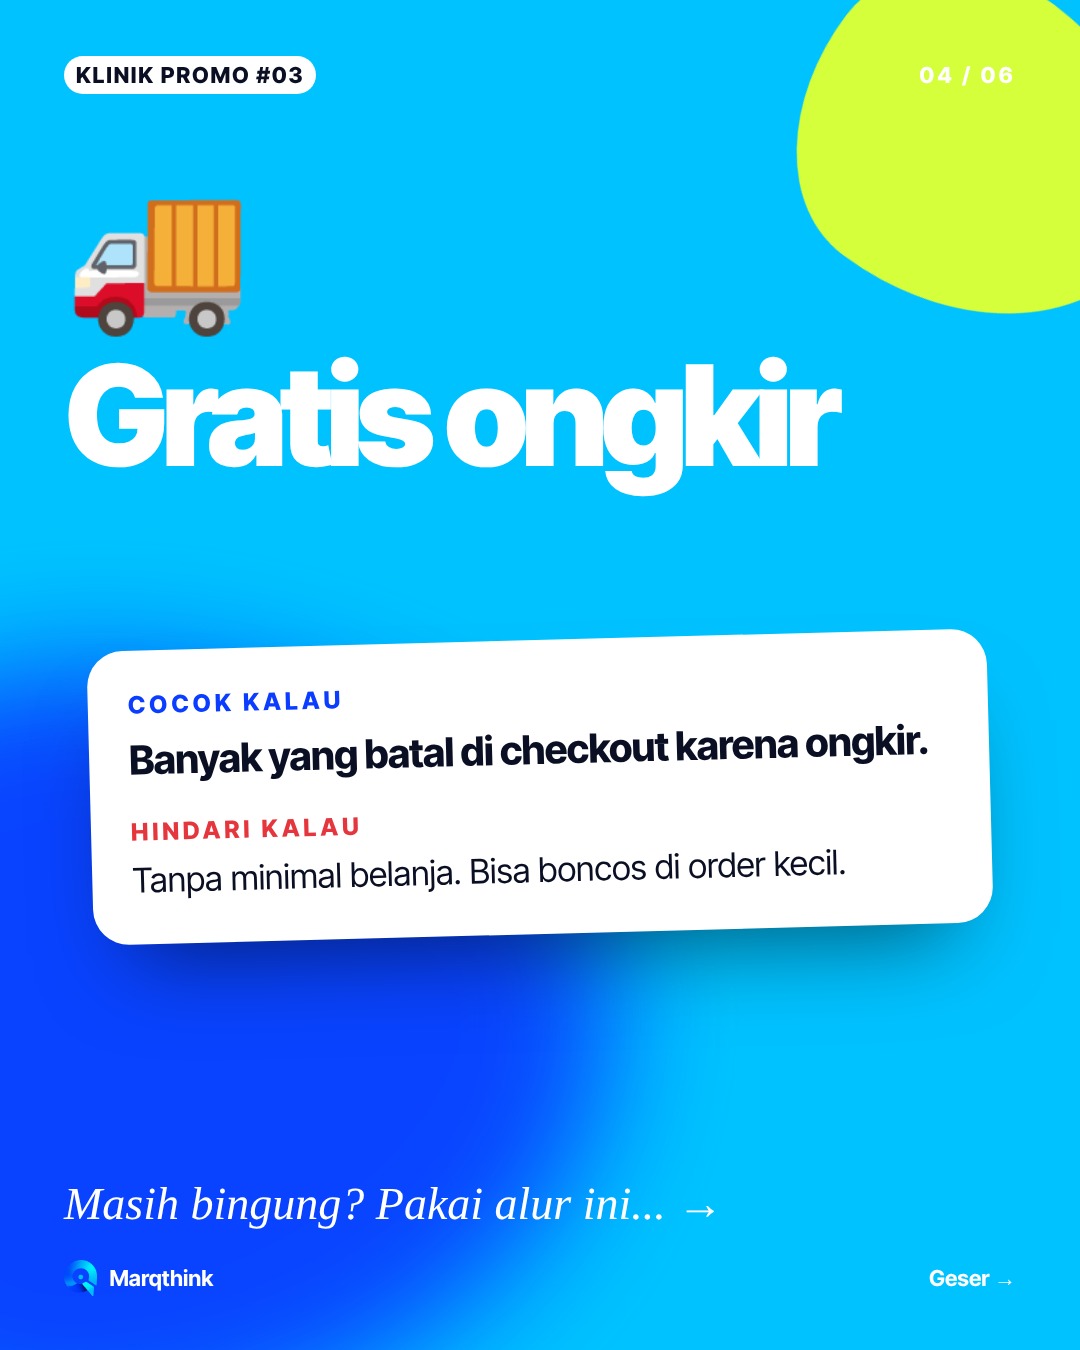 KLINIK PROMO #03
04 / 06
Gratis ongkir
COCOK KALAU
Banyak yang batal di checkout karena ongkir.
HINDARI KALAU
Tanpa minimal belanja. Bisa boncos di order kecil.
Masih bingung? Pakai alur ini... →
Marqthink
Geser →